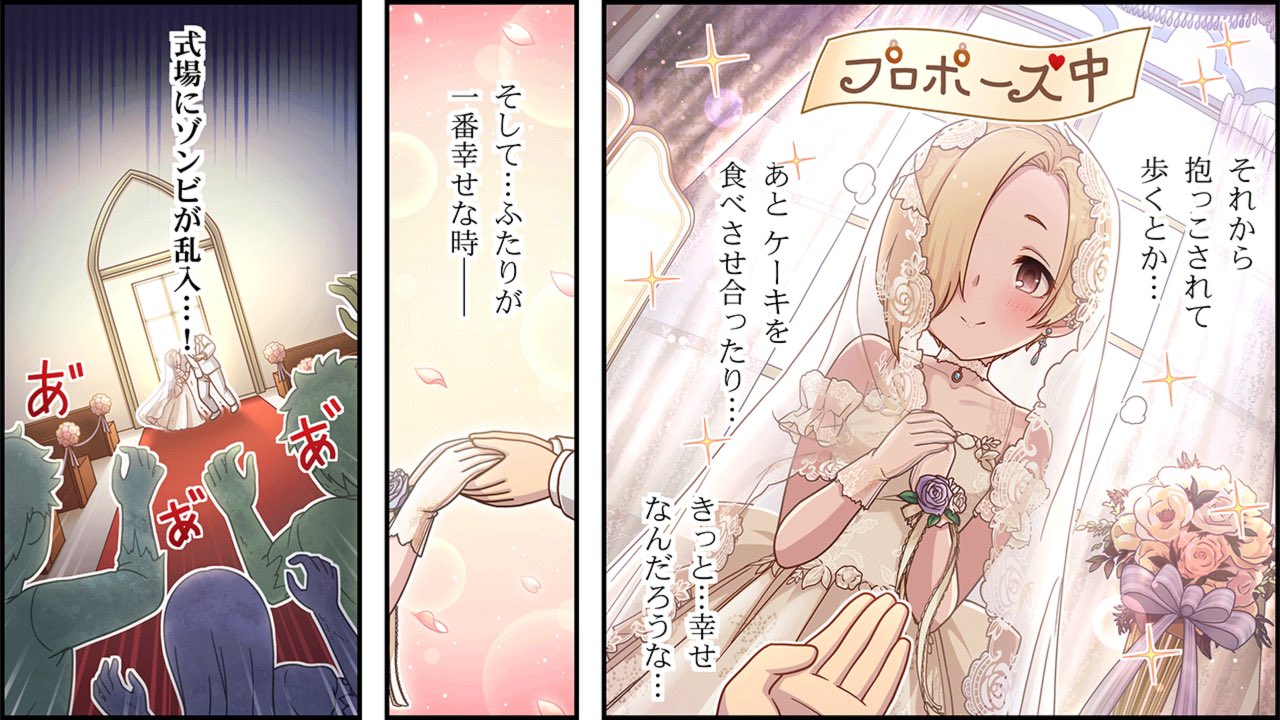 プロポーズ中
それから
抱っこされて
歩くとか…
あと ケーキを
食べさせ合ったり…
きっと…幸せ
なんだろうな…
そして…ふたりが
一番幸せな時――
式場にゾンビが乱入…!
あ゛
あ゛
あ゛